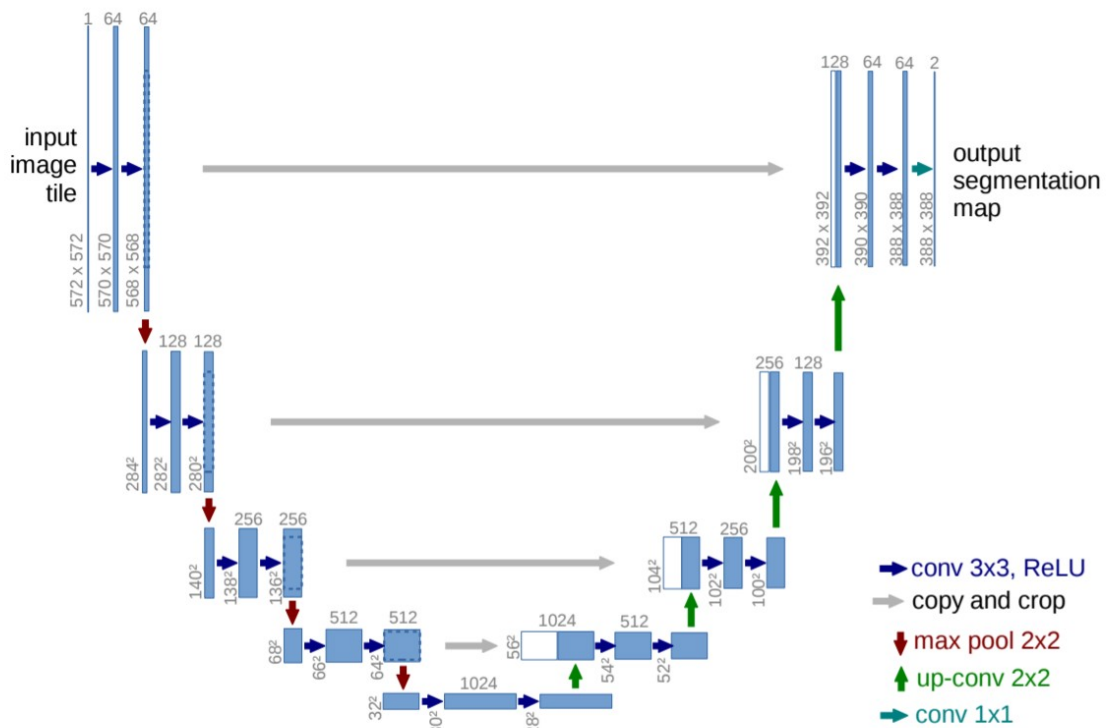 1 64 64
128 64 64 2
input
image
tile
output
segmentation
map
572 x 572
570 x 570
568 x 568
392 x 392
390 x 390
388 x 388
388 x 388
128 128
256 128
284²
282²
280²
200²
198²
196²
256 256
512 256
140²
138²
136²
104²
102²
100²
512 512
1024 512
68²
66²
64²
56²
54²
52²
1024
32²
conv 3x3, ReLU
copy and crop
max pool 2x2
up-conv 2x2
conv 1x1